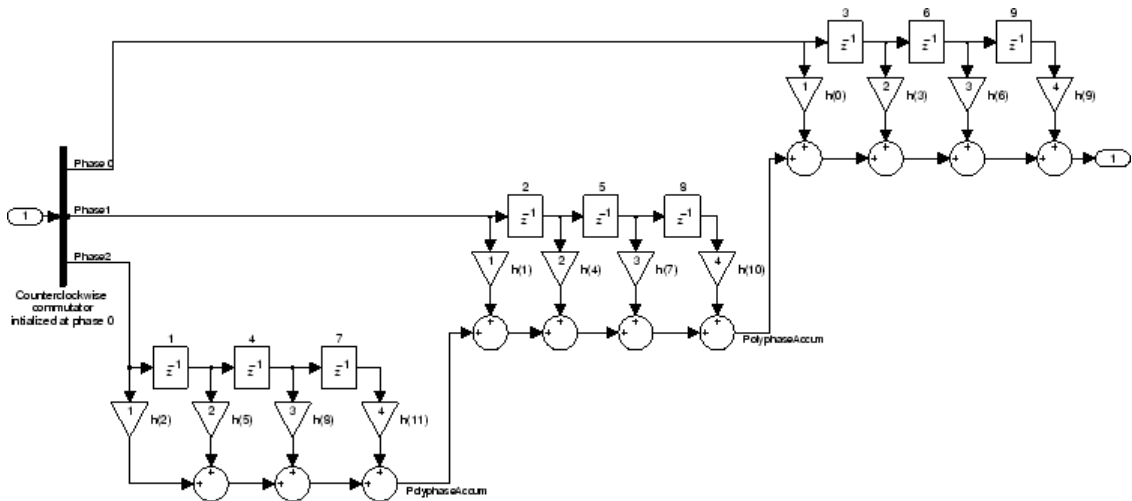 3 6 9
z⁻¹ z⁻¹ z⁻¹
1 h(0) 2 h(3) 3 h(6) 4 h(9)
Phase 0
1
2 5 8
1
Phase1
z⁻¹ z⁻¹ z⁻¹
Phase2
1 h(1) 2 h(4) 3 h(7) 4 h(10)
Counterclockwise
commutator
intialized at phase 0
PolyphaseAccum
1 4 7
z⁻¹ z⁻¹ z⁻¹
1 h(2) 2 h(5) 3 h(8) 4 h(11)
PolyphaseAccum